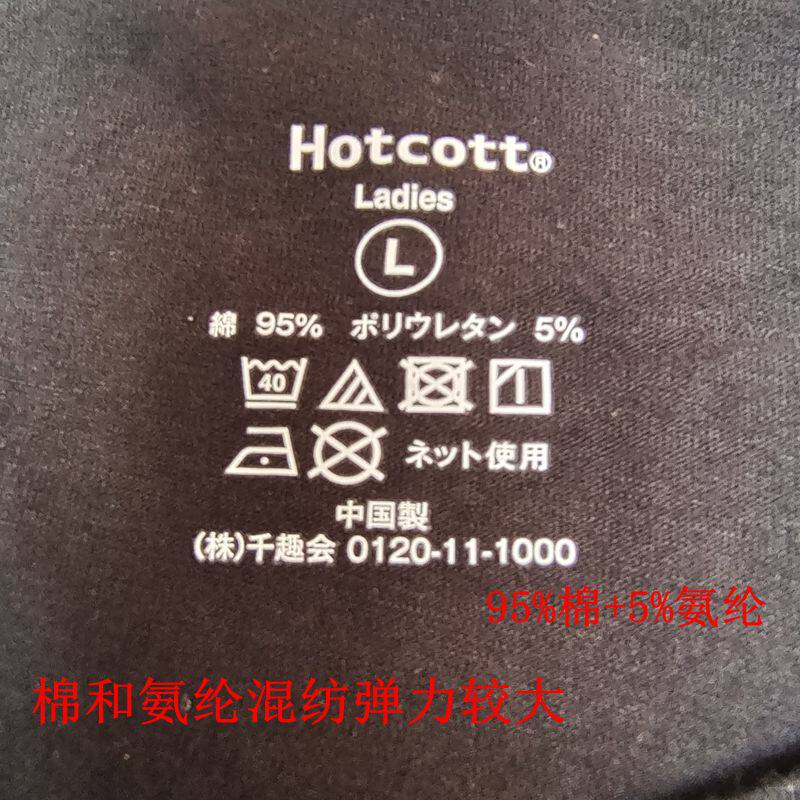 Hotcott®
Ladies
L
綿 95% ポリウレタン 5%
40
ネット使用
中国製
(株)千趣会 0120-11-1000
95%棉+5%氨纶
棉和氨纶混纺弹力较大